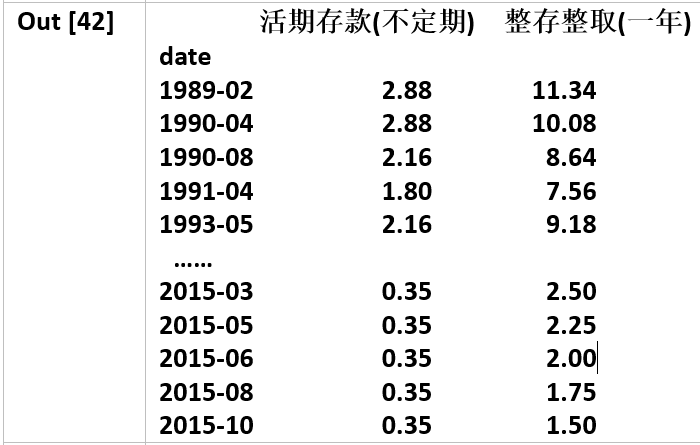 Out [42] 活期存款(不定期) 整存整取(一年)
date
1989-02 2.88 11.34
1990-04 2.88 10.08
1990-08 2.16 8.64
1991-04 1.80 7.56
1993-05 2.16 9.18
……
2015-03 0.35 2.50
2015-05 0.35 2.25
2015-06 0.35 2.00
2015-08 0.35 1.75
2015-10 0.35 1.50